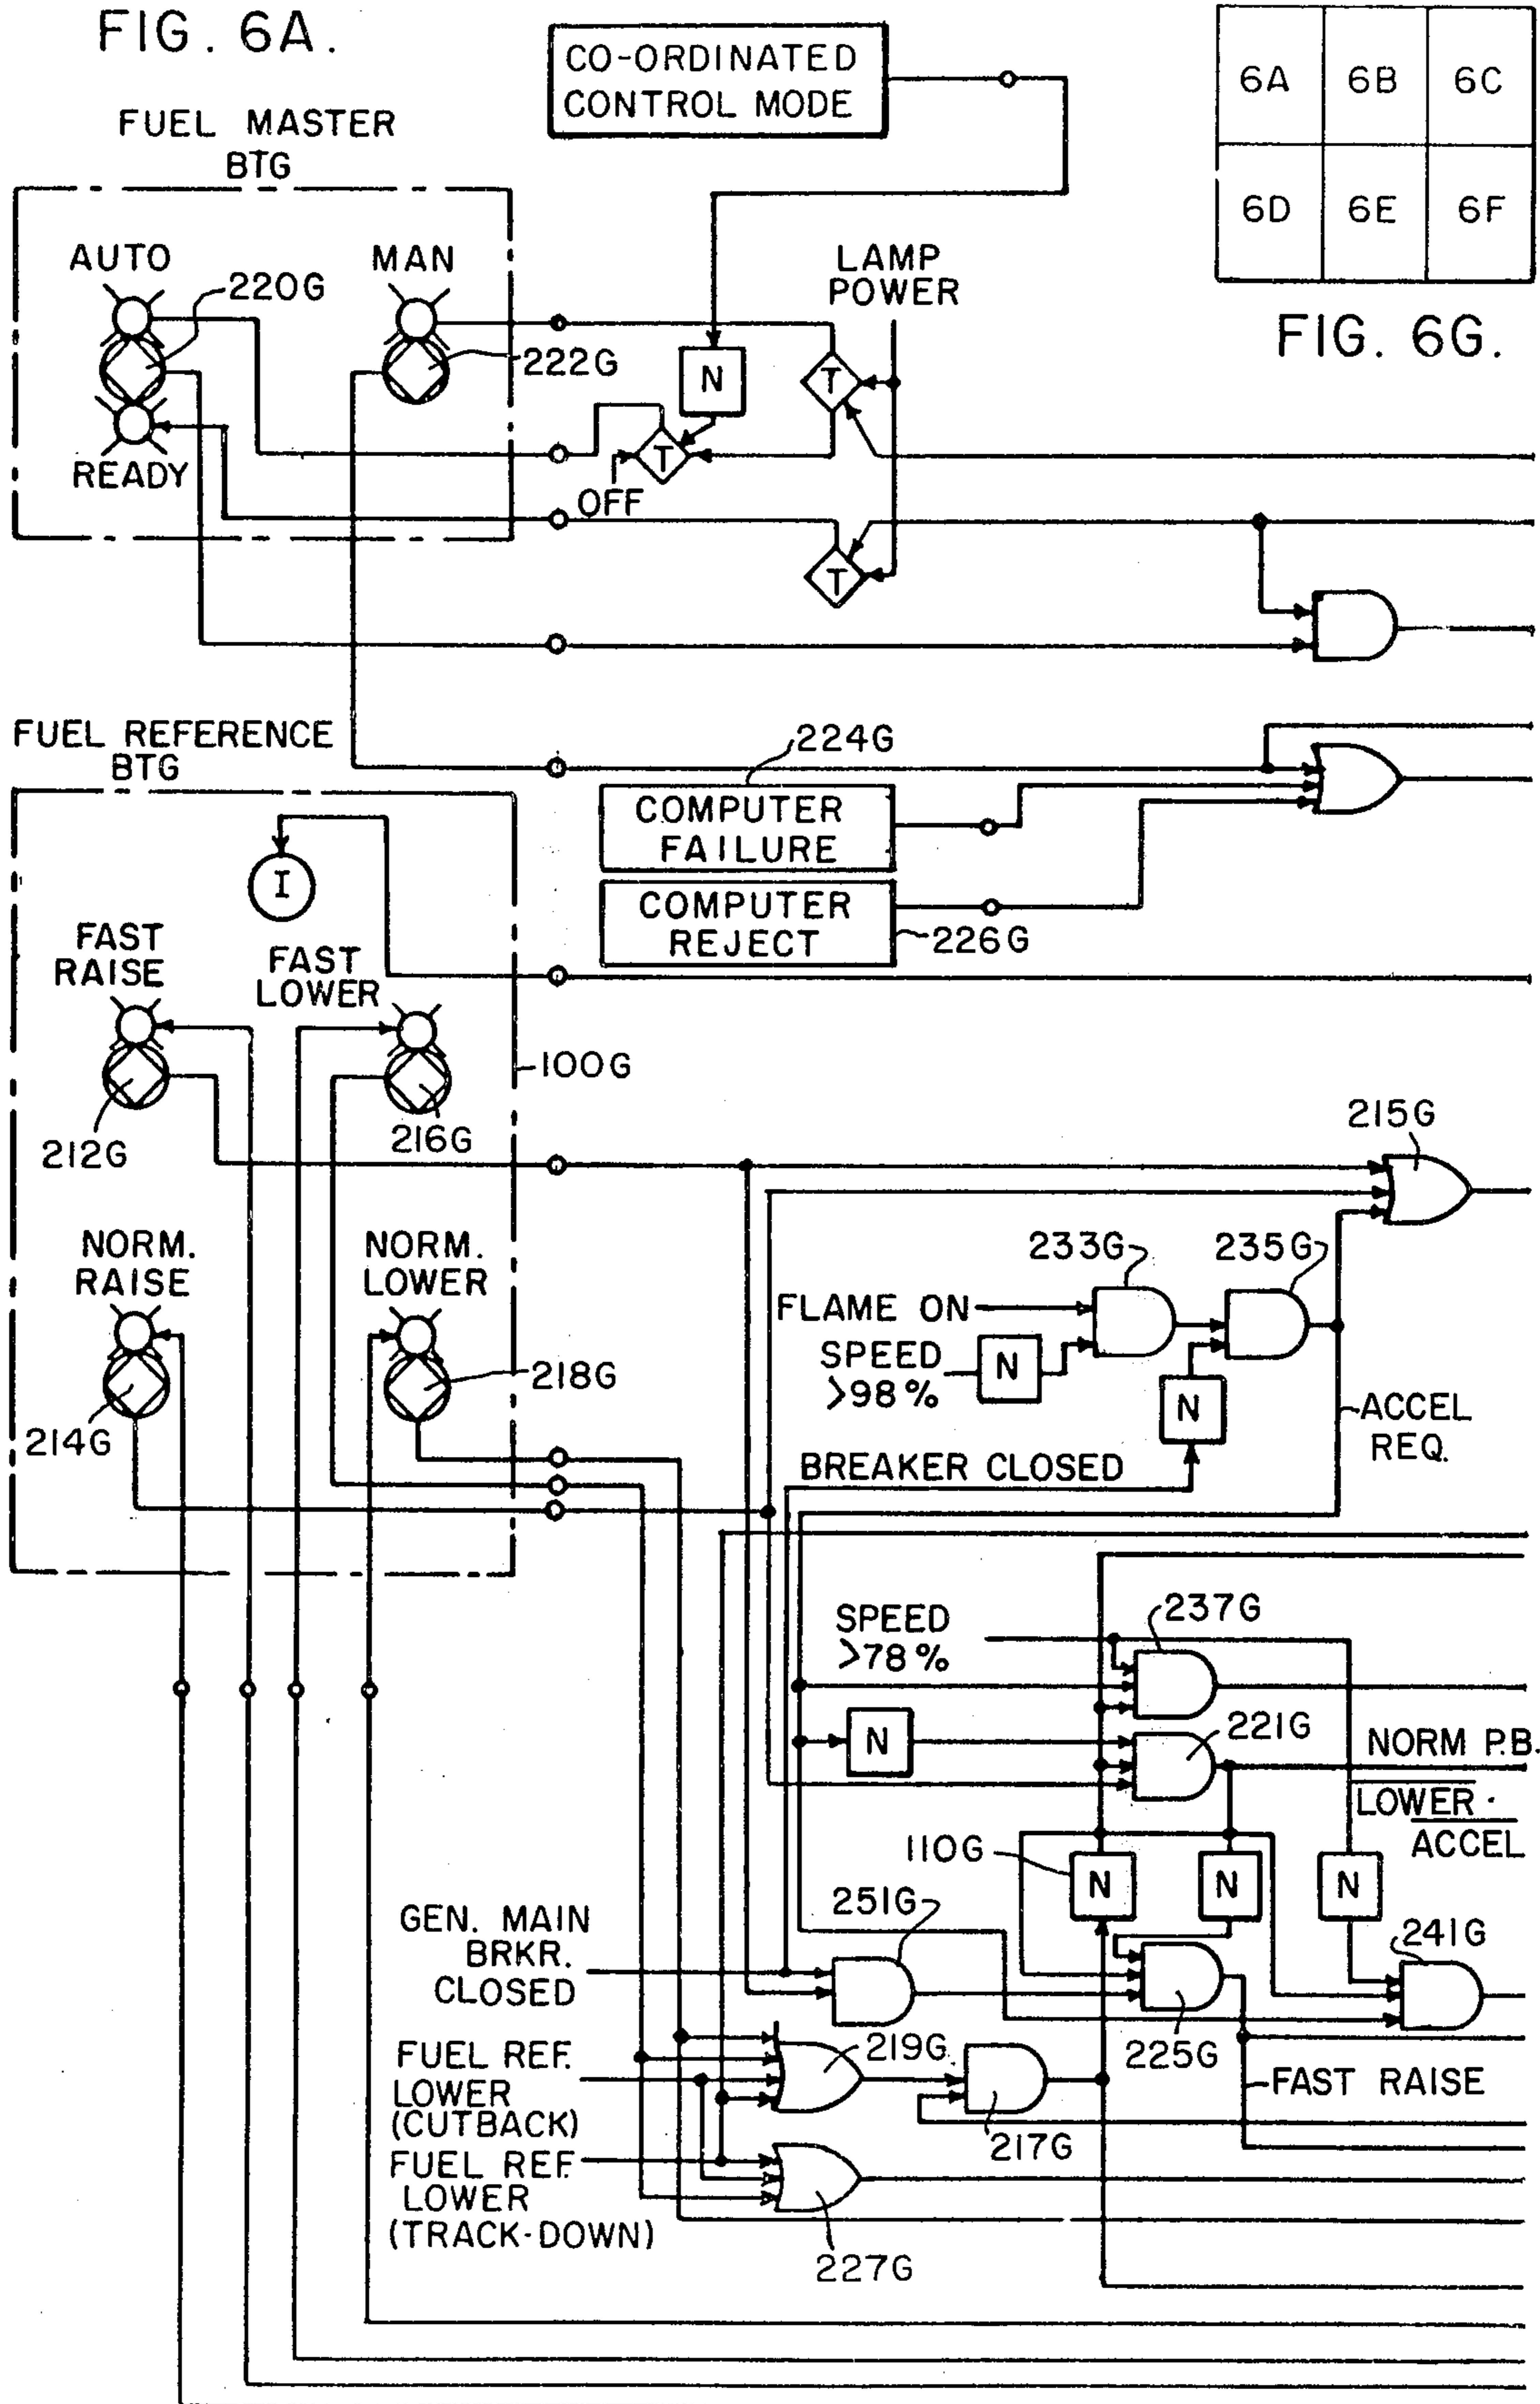 FIG. 6A.
CO-ORDINATED
CONTROL MODE
6A 6B 6C
6D 6E 6F
FIG. 6G.
FUEL MASTER
BTG
AUTO
220G
MAN
222G
READY
LAMP
POWER
N
T
T
OFF
T
FUEL REFERENCE
BTG
224G
COMPUTER
FAILURE
COMPUTER
REJECT
226G
I
FAST
RAISE
FAST
LOWER
100G
212G
216G
215G
NORM.
RAISE
NORM.
LOWER
233G
235G
FLAME ON
SPEED
>98%
N
N
218G
214G
ACCEL
REQ.
BREAKER CLOSED
SPEED
>78%
237G
N
221G
NORM P.B.
LOWER ·
ACCEL
110G
N
N
N
251G
GEN. MAIN
BRKR.
CLOSED
241G
219G
225G
FUEL REF.
LOWER
(CUTBACK)
FAST RAISE
217G
FUEL REF.
LOWER
(TRACK-DOWN)
227G